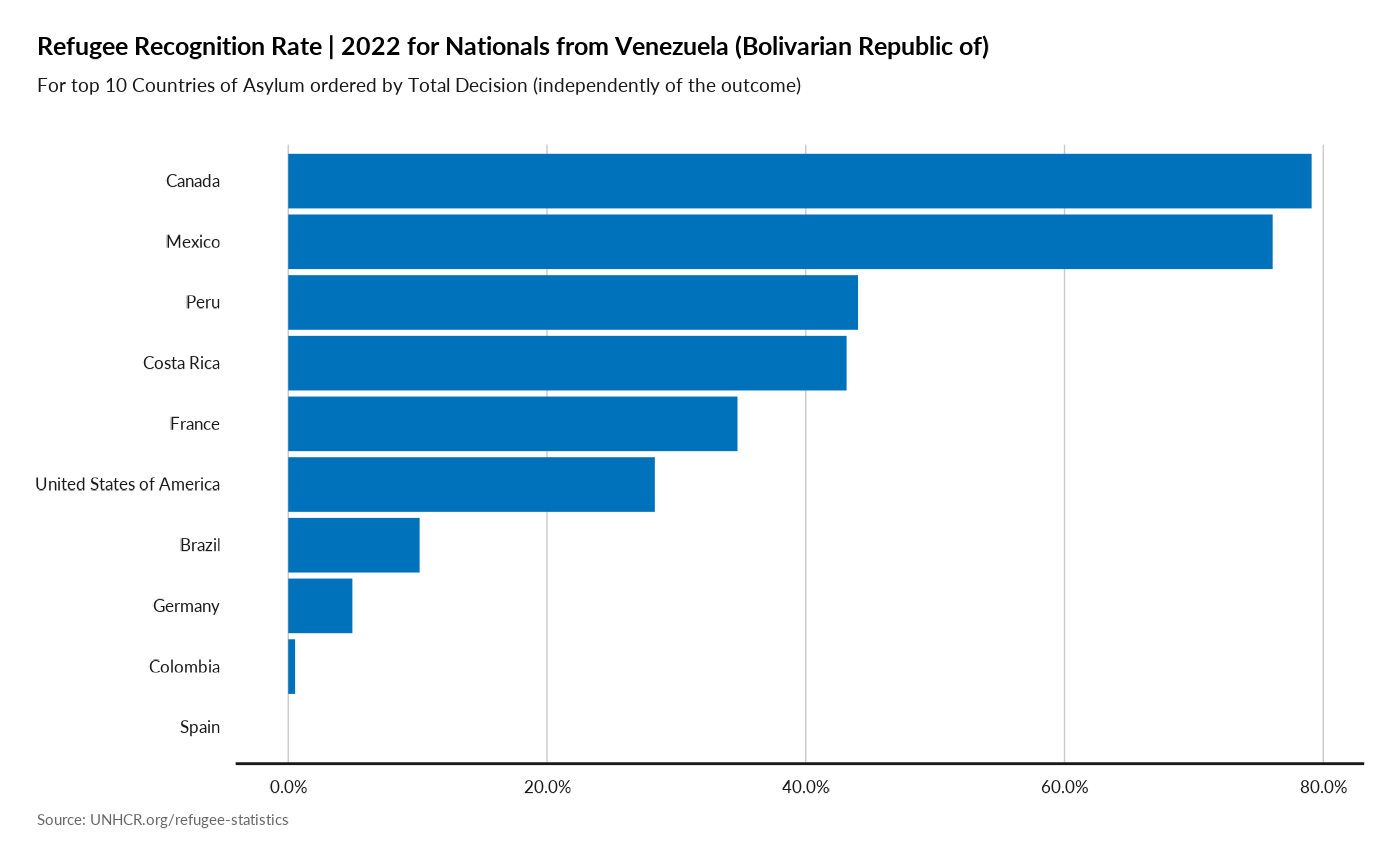 Refugee Recognition Rate | 2022 for Nationals from Venezuela (Bolivarian Republic of)
For top 10 Countries of Asylum ordered by Total Decision (independently of the outcome)
Canada
Mexico
Peru
Costa Rica
France
United States of America
Brazil
Germany
Colombia
Spain
0.0% 20.0% 40.0% 60.0% 80.0%
Source: UNHCR.org/refugee-statistics